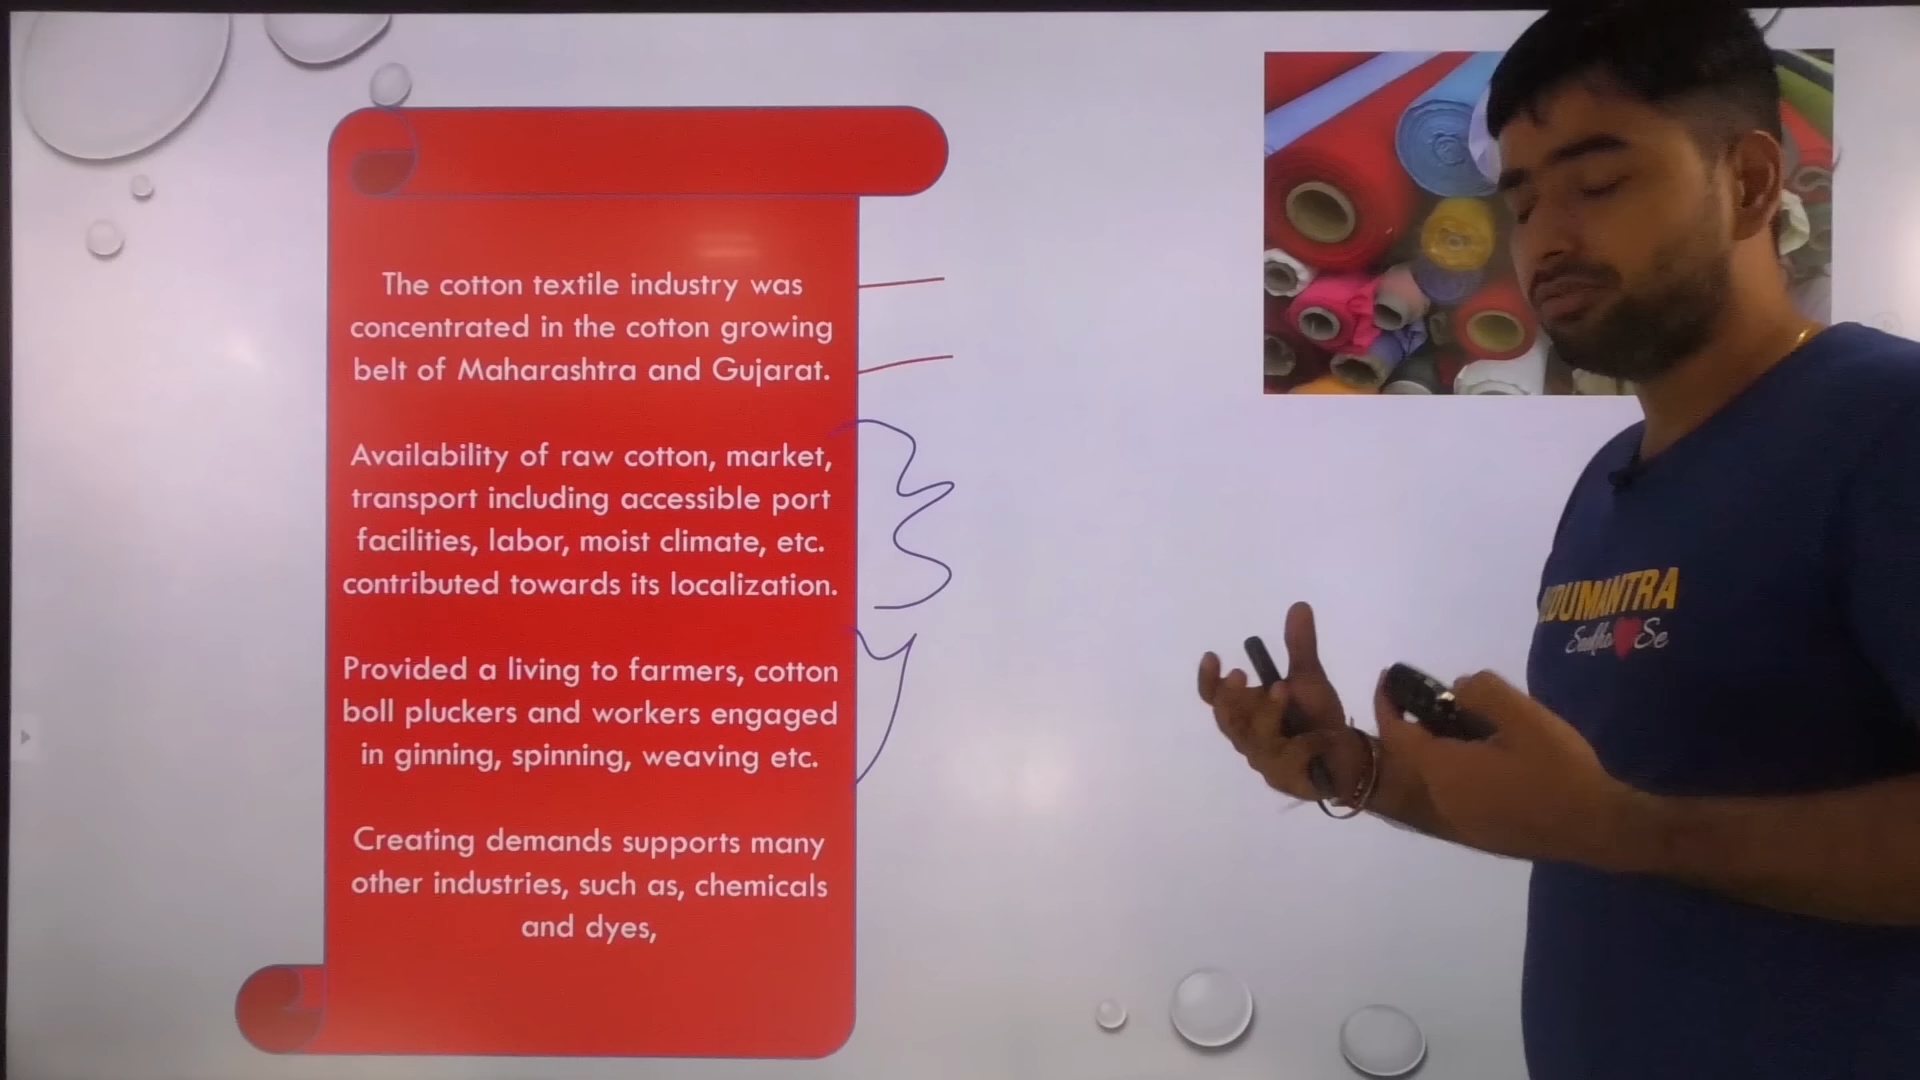 The cotton textile industry was
concentrated in the cotton growing
belt of Maharashtra and Gujarat.
Availability of raw cotton, market,
transport including accessible port
facilities, labor, moist climate, etc.
contributed towards its localization.
Provided a living to farmers, cotton
boll pluckers and workers engaged
in ginning, spinning, weaving etc.
Creating demands supports many
other industries, such as, chemicals
and dyes,
EDUMANTRA
Seekho Se